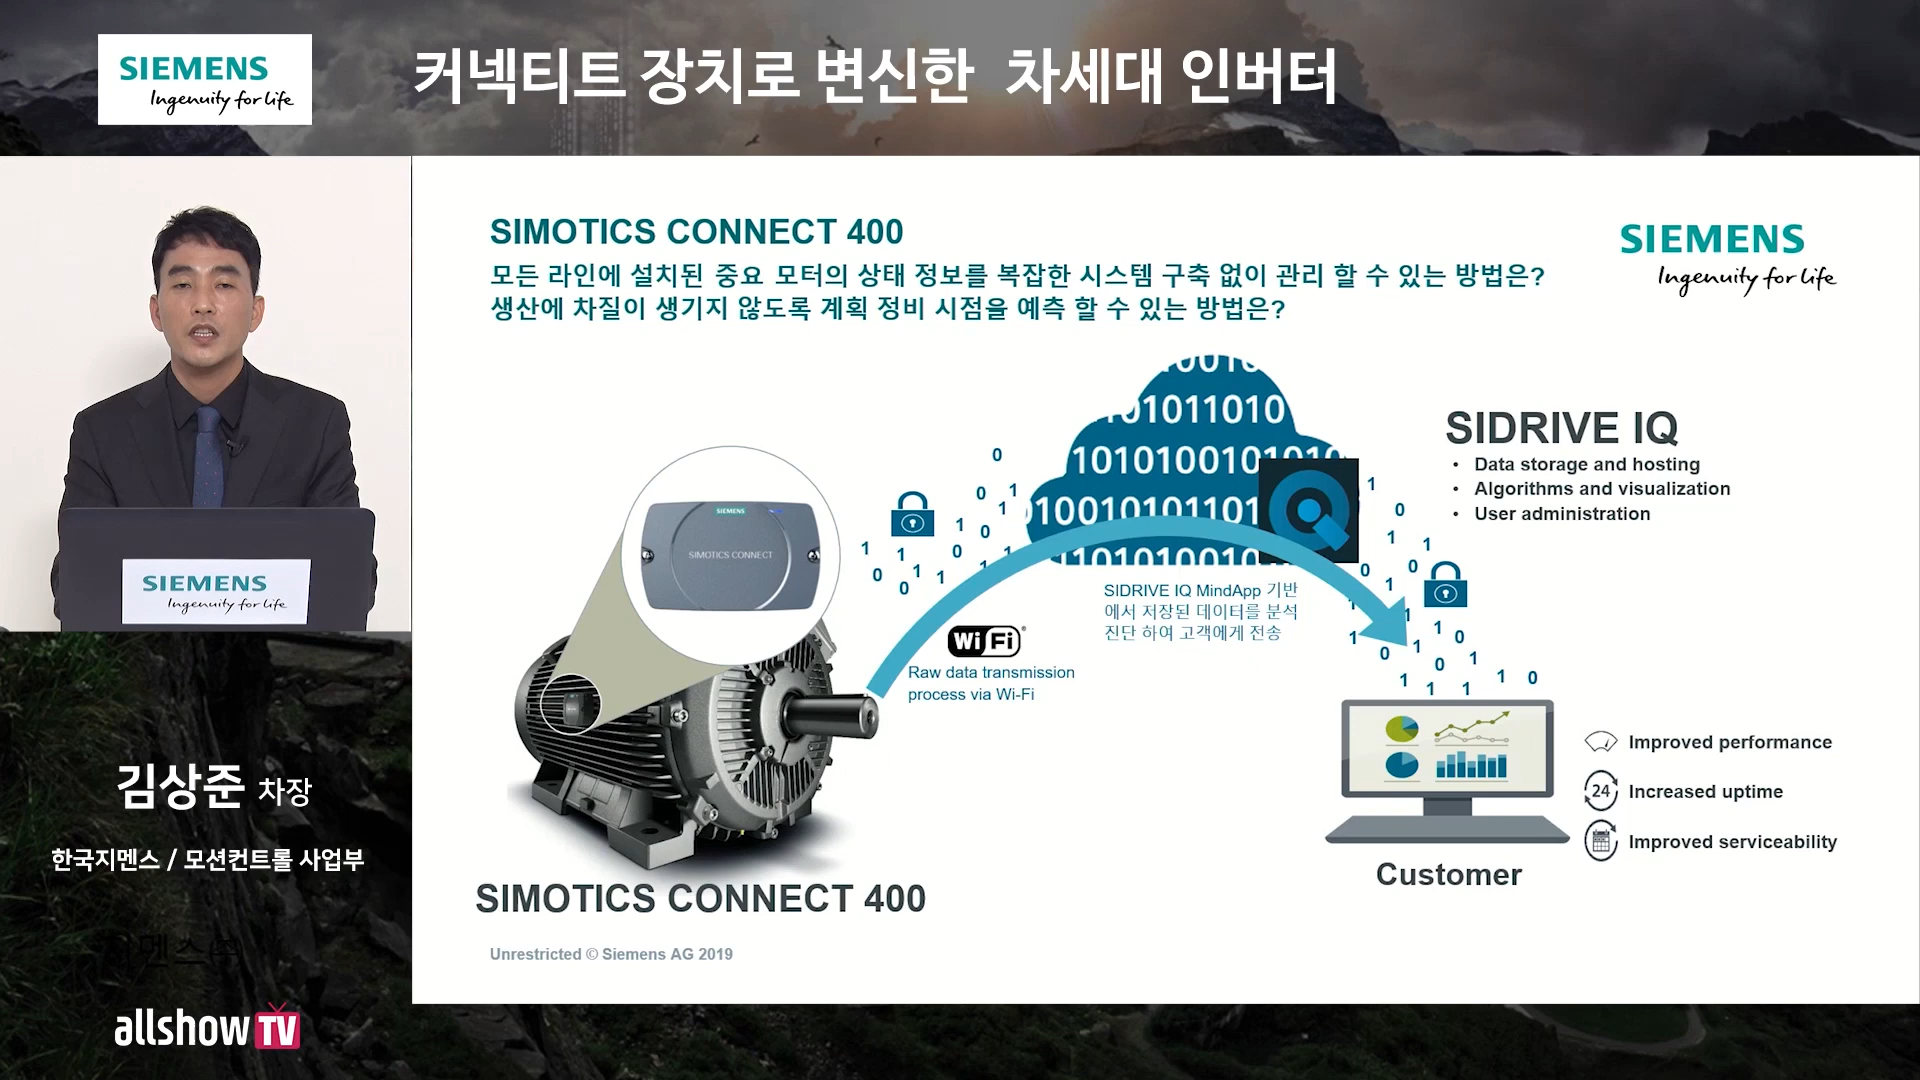 SIEMENS
Ingenuity for life
커넥티트 장치로 변신한 차세대 인버터
SIMOTICS CONNECT 400
모든 라인에 설치된 중요 모터의 상태 정보를 복잡한 시스템 구축 없이 관리 할 수 있는 방법은?
생산에 차질이 생기지 않도록 계획 정비 시점을 예측 할 수 있는 방법은?
SIEMENS
Ingenuity for life
SIEMENS
SIMOTICS CONNECT
101011010
1010100101010
10010101101101
11010100101
SIDRIVE IQ
• Data storage and hosting
• Algorithms and visualization
• User administration
SIDRIVE IQ MindApp 기반
에서 저장된 데이터를 분석
진단 하여 고객에게 전송
WiFi®
Raw data transmission
process via Wi-Fi
Improved performance
24 Increased uptime
Improved serviceability
Customer
SIMOTICS CONNECT 400
Unrestricted © Siemens AG 2019
SIEMENS
Ingenuity for life
김상준 차장
한국지멘스 / 모션컨트롤 사업부
allshow TV